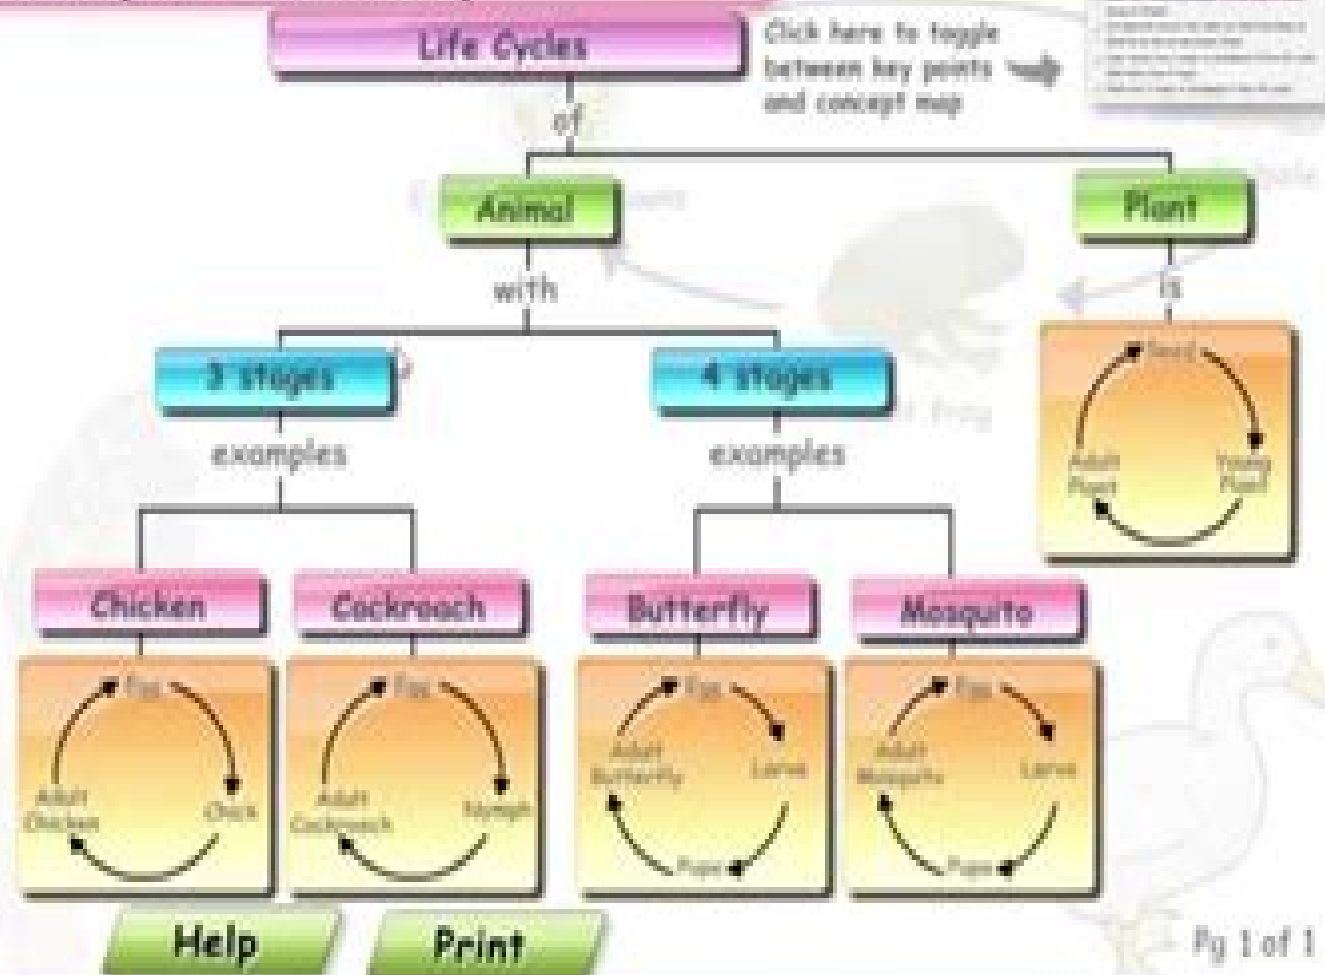 Life Cycles
Click here to toggle
between key points
and concept map
of
Animal
Plant
with
is
3 stages
4 stages
Seed
Adult
Plant
Young
Plant
examples
examples
Chicken
Cockroach
Butterfly
Mosquito
Egg
Chick
Adult
Chicken
Egg
Nymph
Adult
Cockroach
Egg
Larva
Pupa
Adult
Butterfly
Egg
Larva
Pupa
Adult
Mosquito
Help
Print
Pg 1 of 1